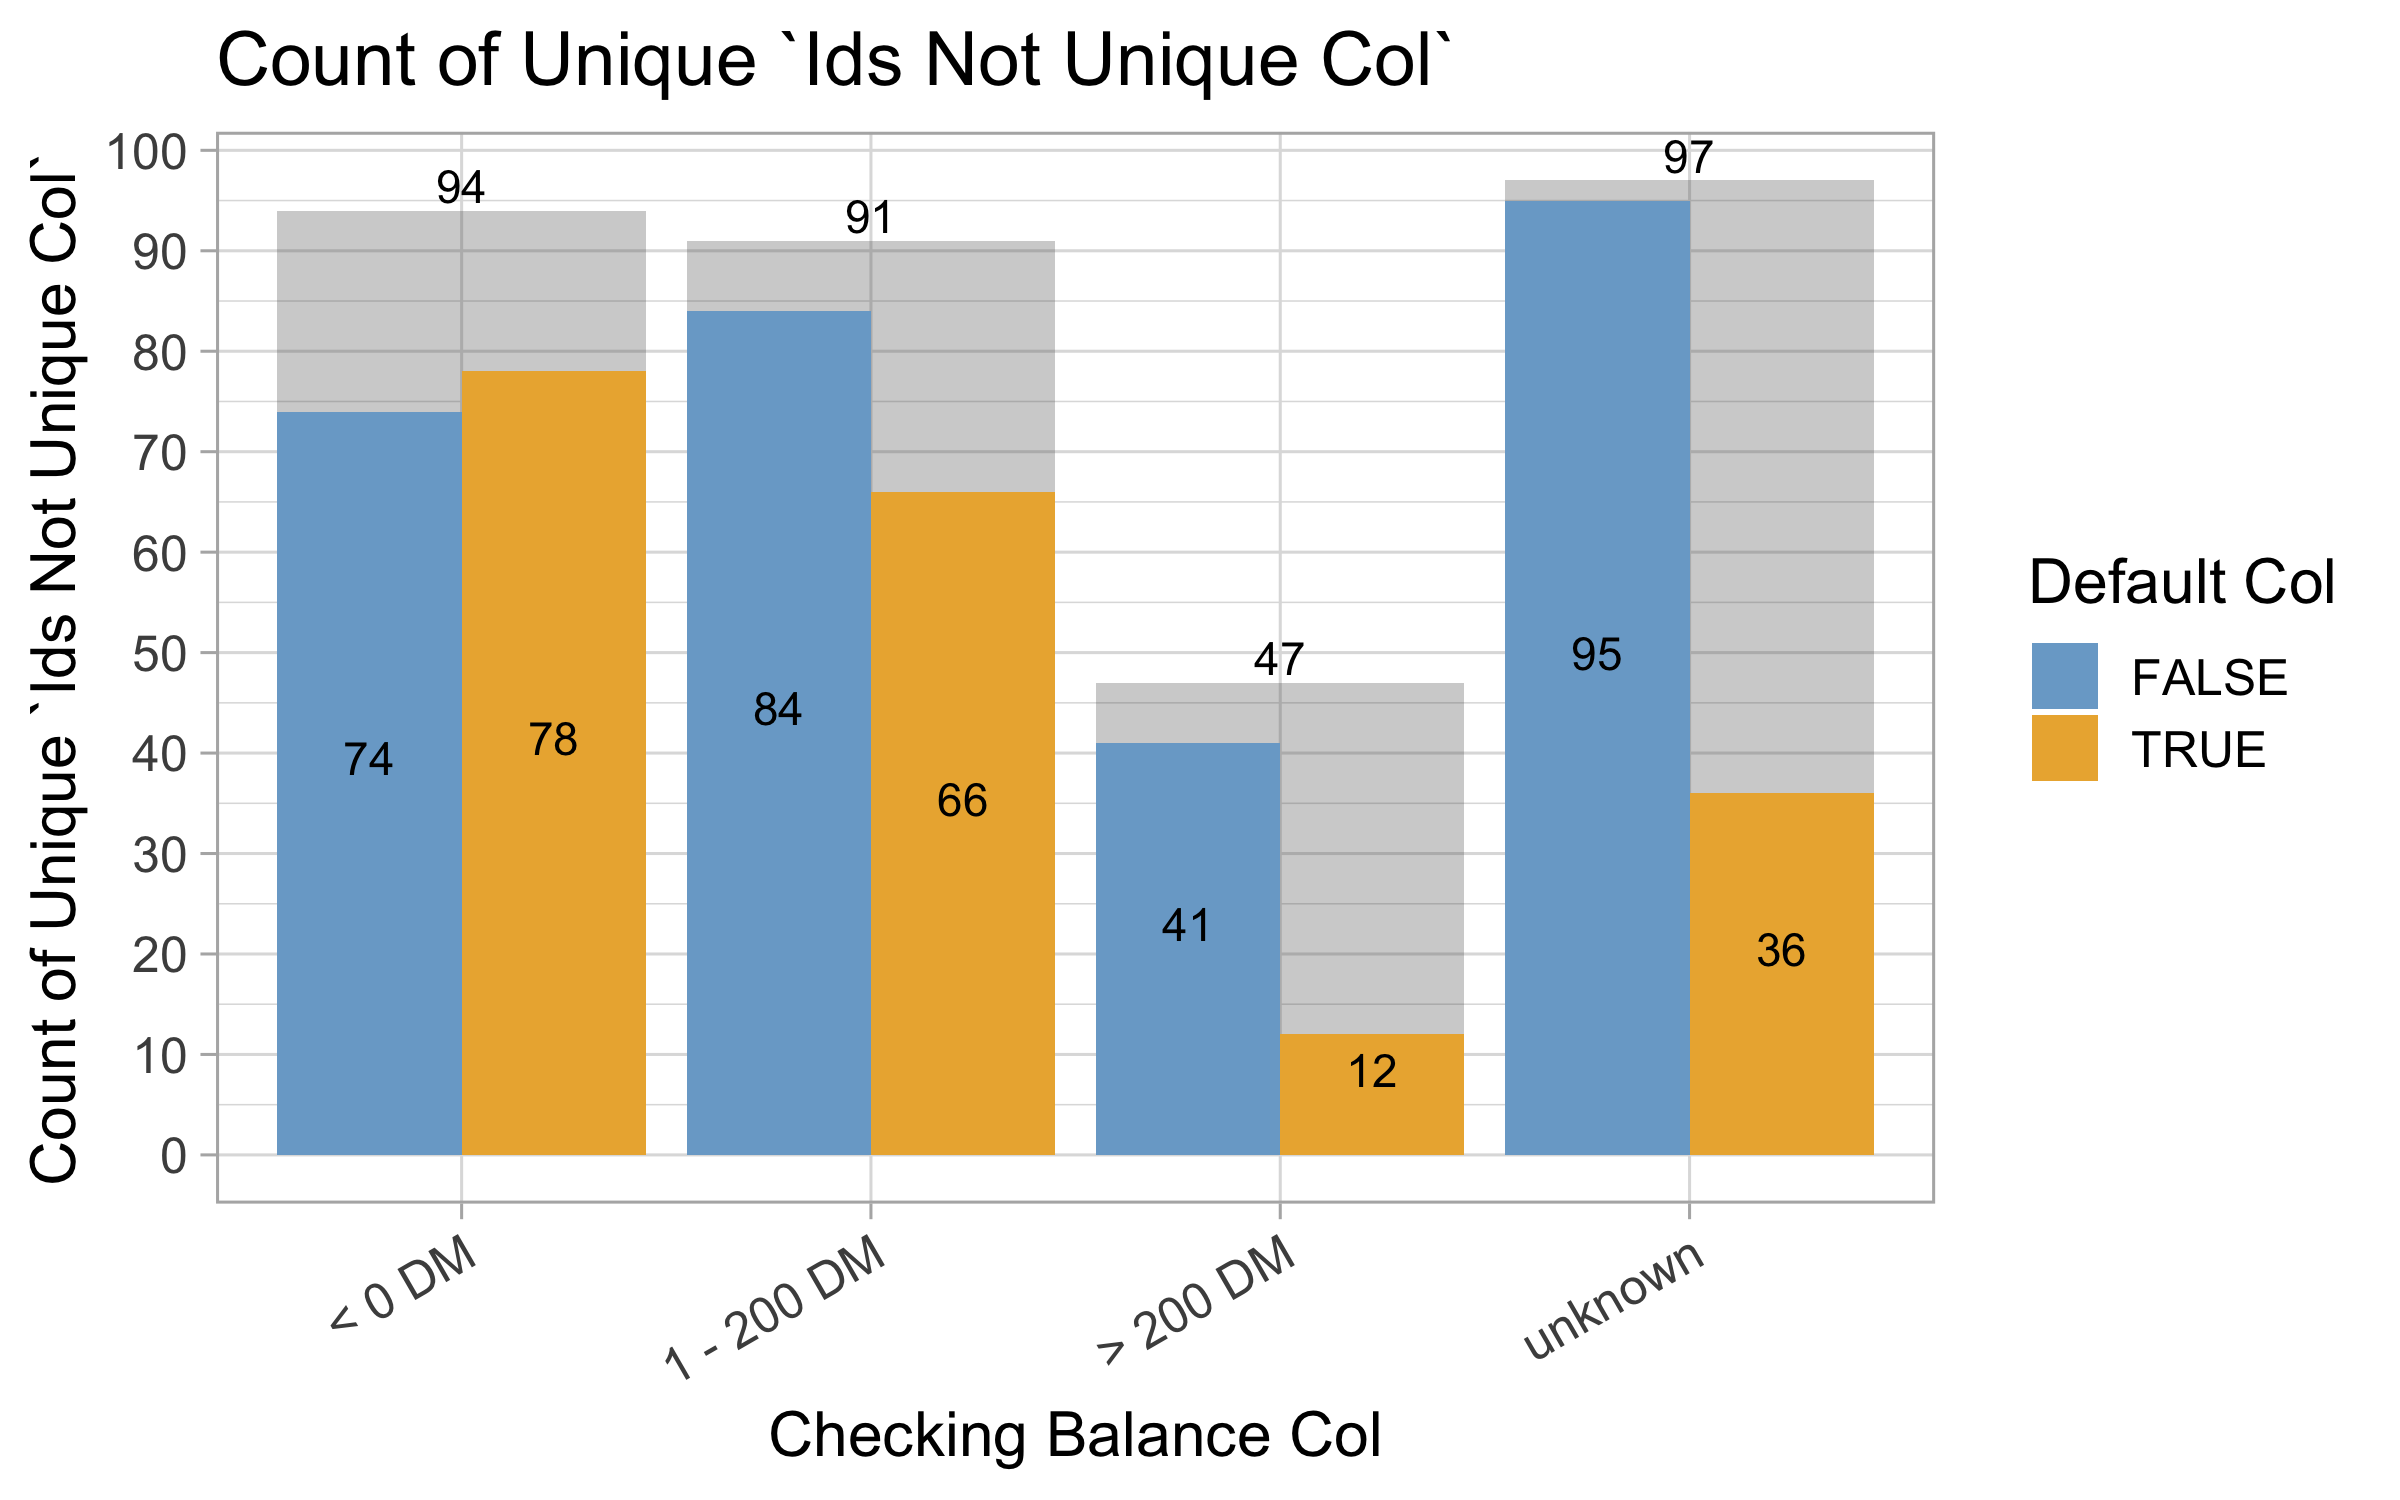 Count of Unique `Ids Not Unique Col`
Count of Unique `Ids Not Unique Col`
100
90
80
70
60
50
40
30
20
10
0
94
91
47
97
74
78
84
66
41
12
95
36
< 0 DM
1 - 200 DM
> 200 DM
unknown
Checking Balance Col
Default Col
FALSE
TRUE